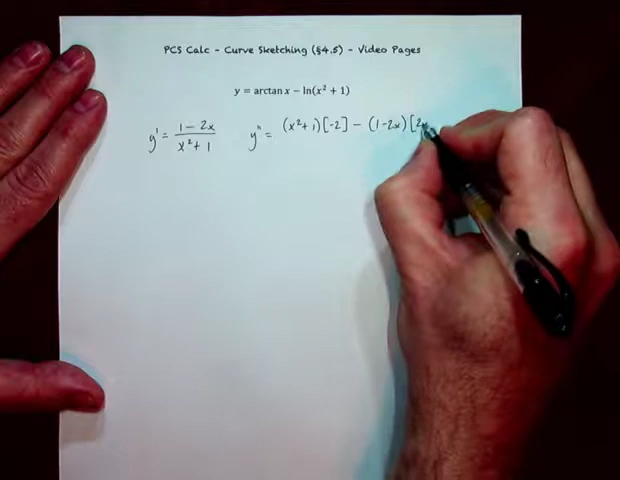 PCS Calc - Curve Sketching (§4.5) - Video Pages
y = arctan x − ln(x² + 1)
y' = (1 − 2x)/(x² + 1)   y'' = (x² + 1)[-2] − (1-2x)[2x